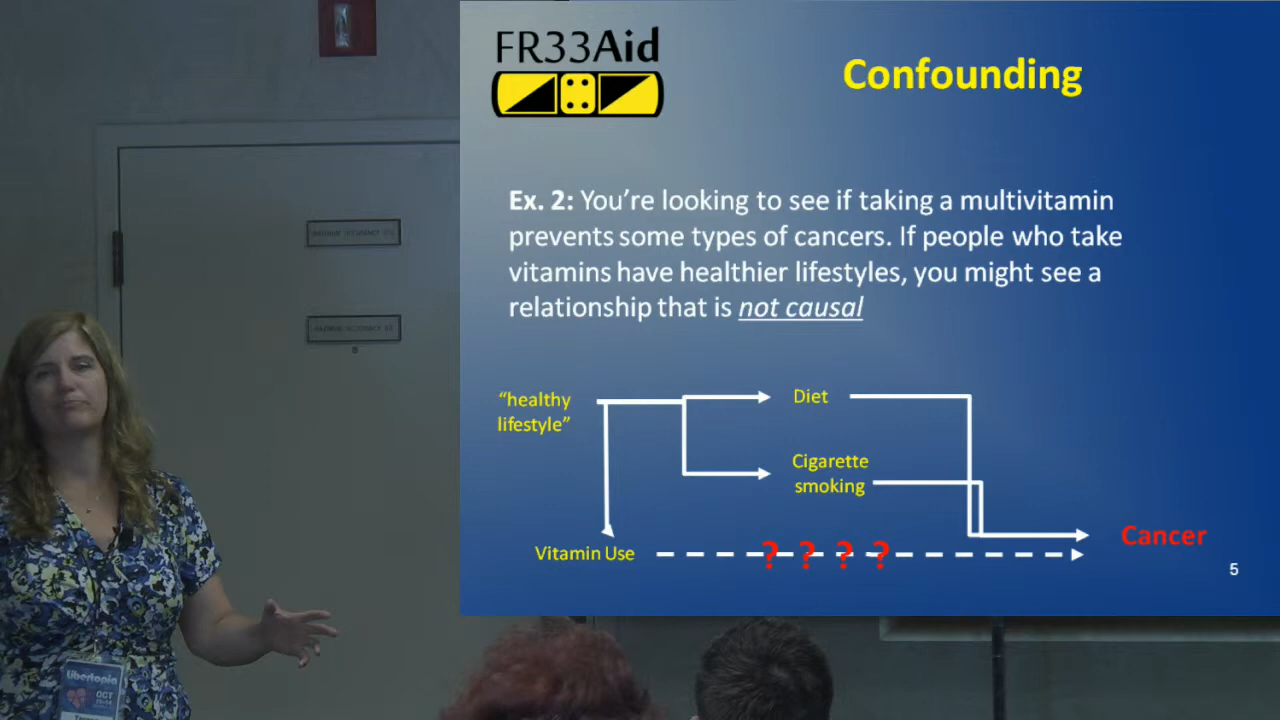 FR33Aid
Confounding
Ex. 2: You're looking to see if taking a multivitamin
prevents some types of cancers. If people who take
vitamins have healthier lifestyles, you might see a
relationship that is not causal
"healthy
lifestyle"
Diet
Cigarette
smoking
Vitamin Use
? ? ? ?
Cancer
5
libertopia
OCT